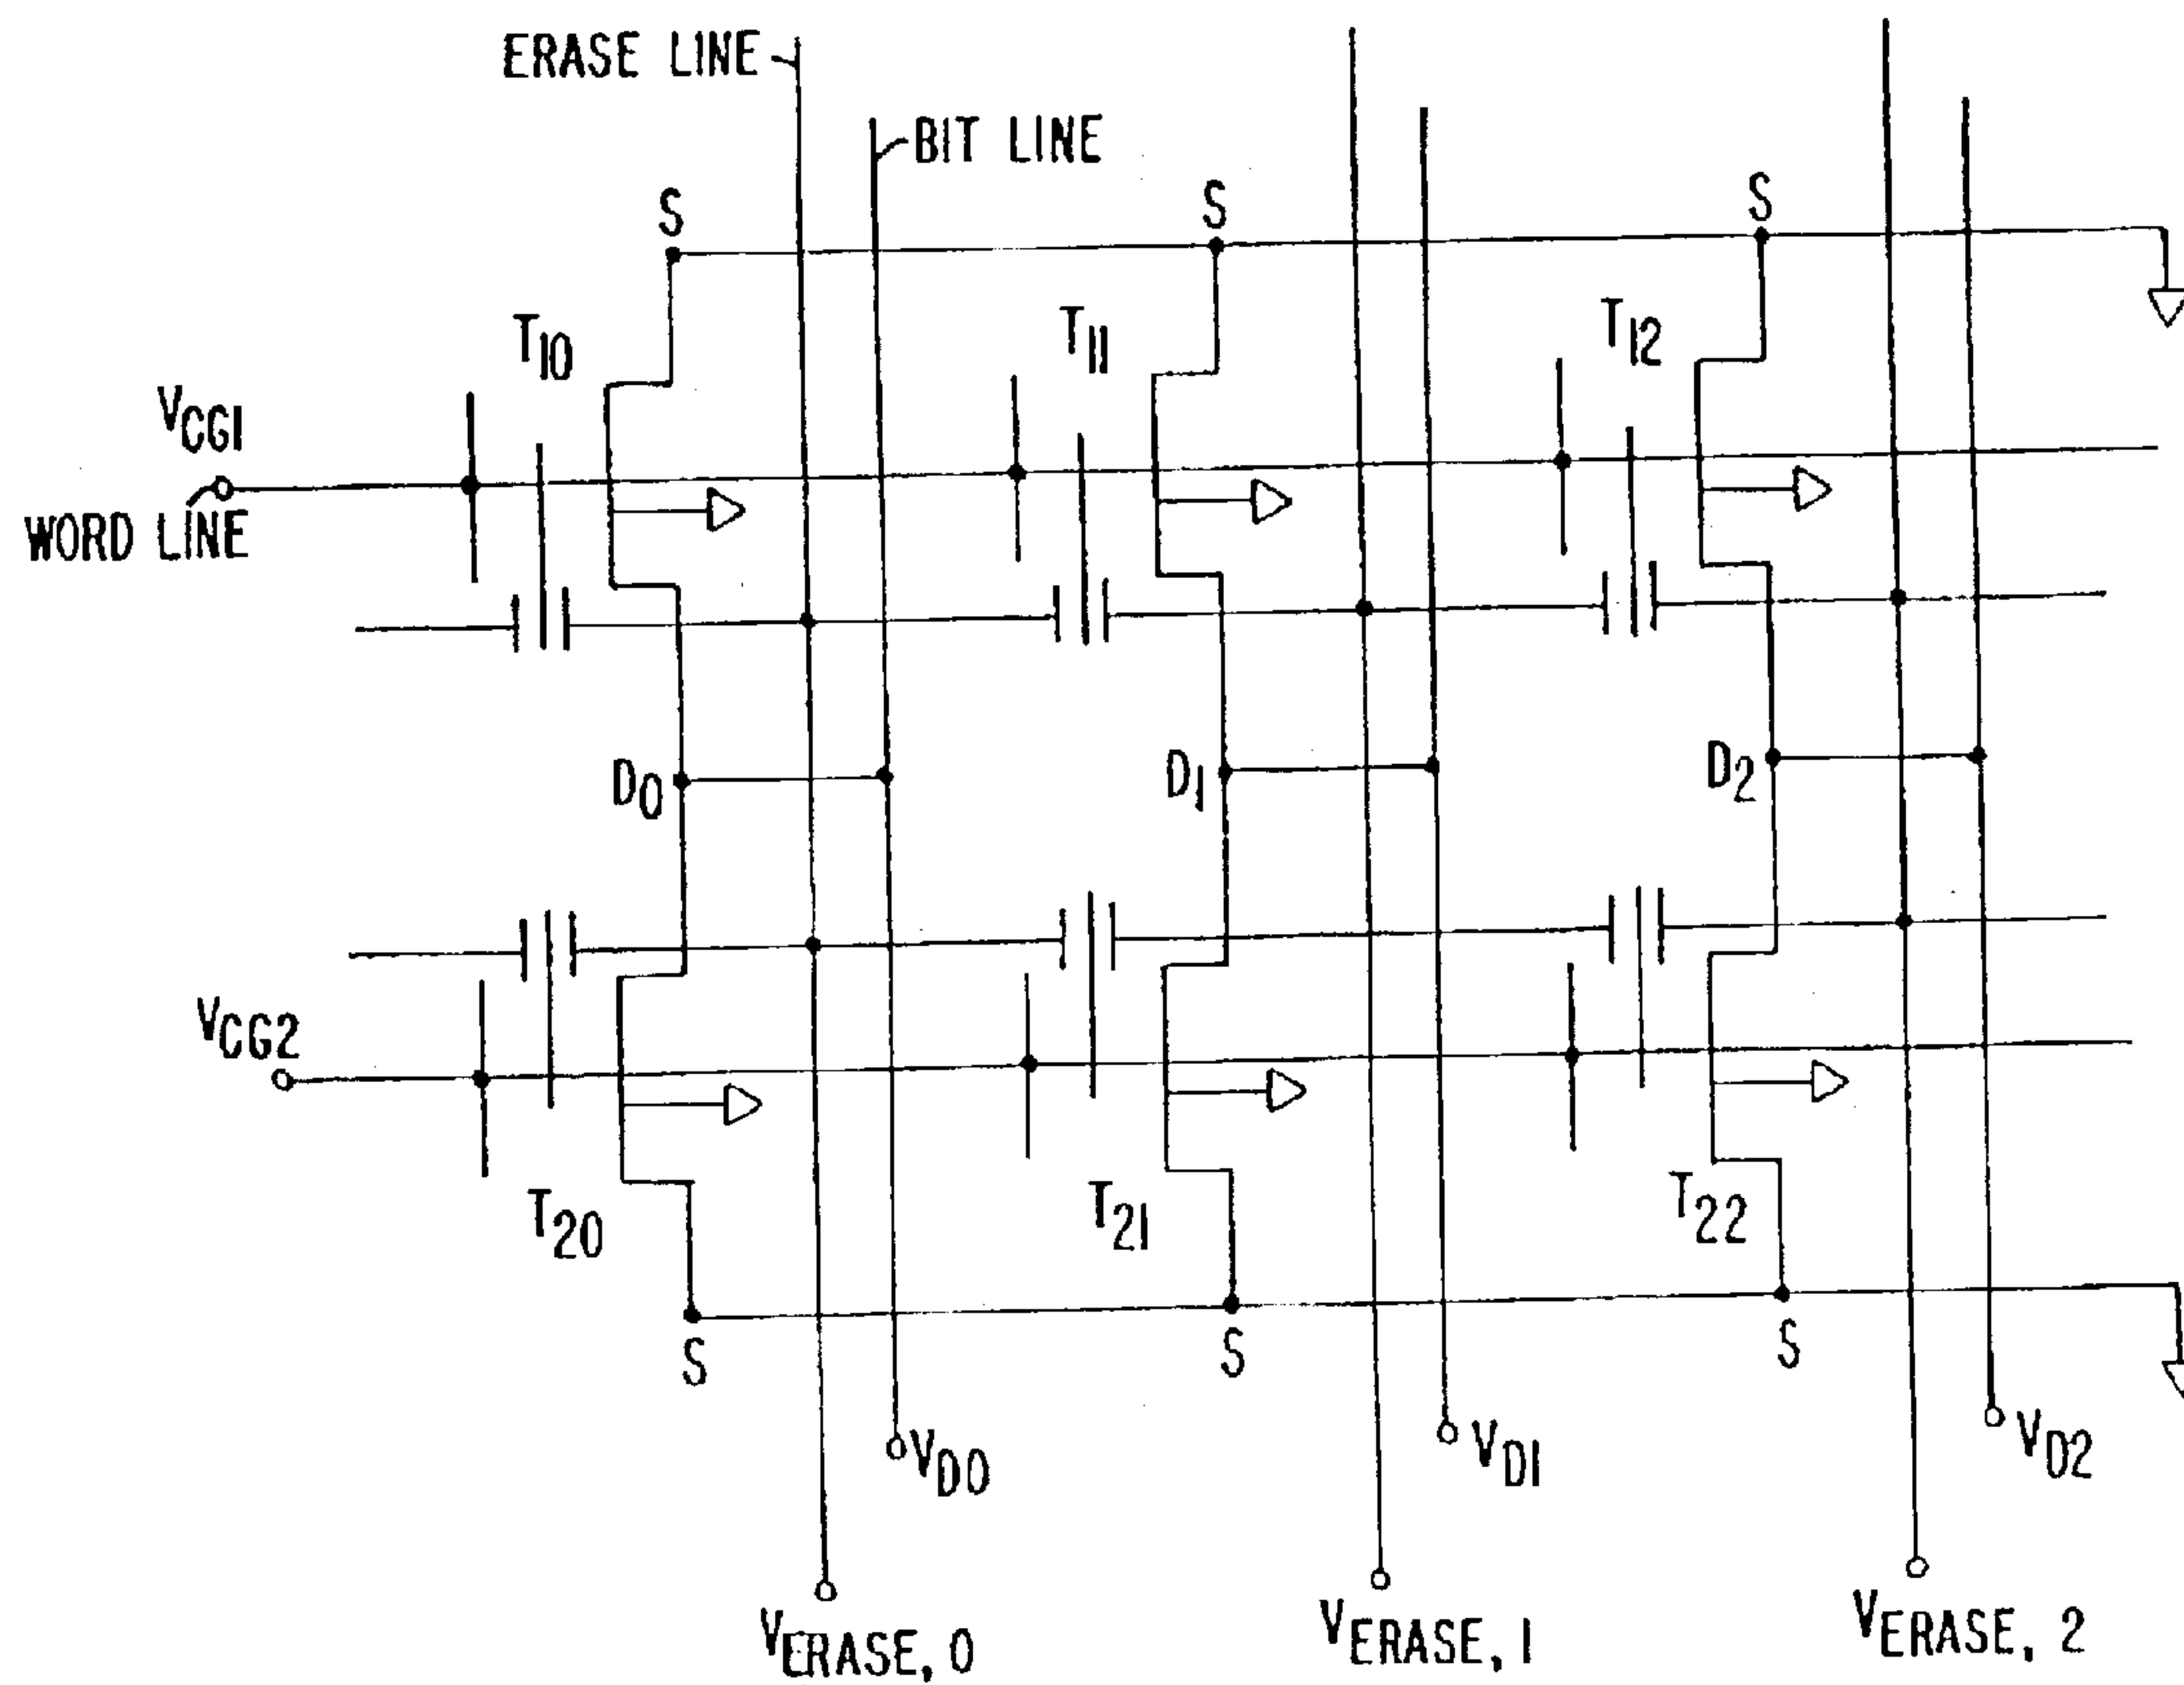 ERASE LINE
BIT LINE
S S S
T10 T11 T12
VCG1
WORD LINE
D0 D1 D2
VCG2
T20 T21 T22
S S S
VD0 VD1 VD2
VERASE, 0 VERASE, 1 VERASE, 2